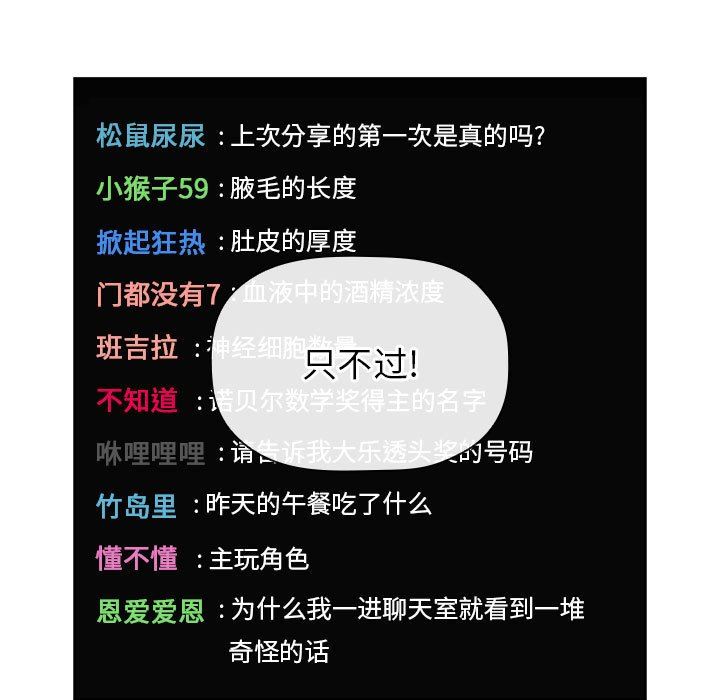 松鼠尿尿 : 上次分享的第一次是真的吗?
小猴子59 : 腋毛的长度
掀起狂热 : 肚皮的厚度
门都没有7 : 血液中的酒精浓度
班吉拉 : 神经细胞数量
只不过!
不知道 : 诺贝尔数学奖得主的名字
咻哩哩哩 : 请告诉我大乐透头奖的号码
竹岛里 : 昨天的午餐吃了什么
懂不懂 : 主玩角色
恩爱爱恩 : 为什么我一进聊天室就看到一堆
奇怪的话